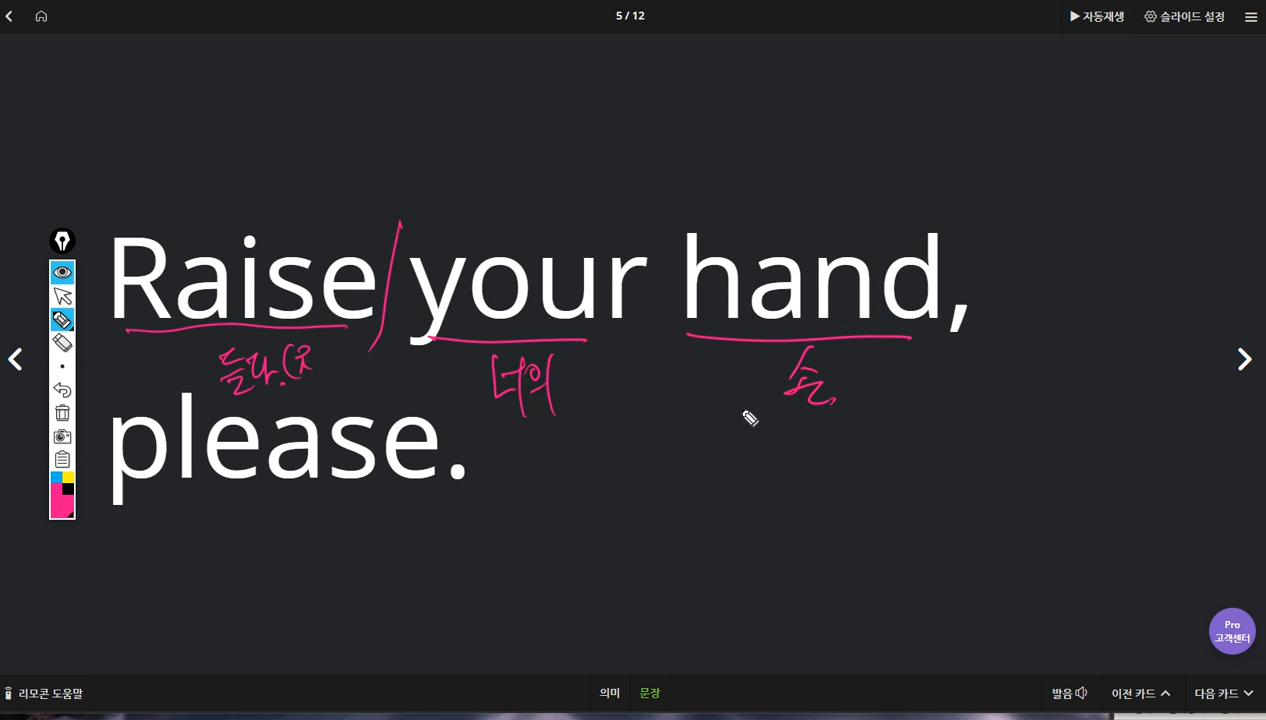 5 / 12
자동재생
슬라이드 설정
Raise your hand,
들다.
너의
손
please.
Pro
고객센터
리모콘 도움말
의미
문장
발음
이전 카드
다음 카드